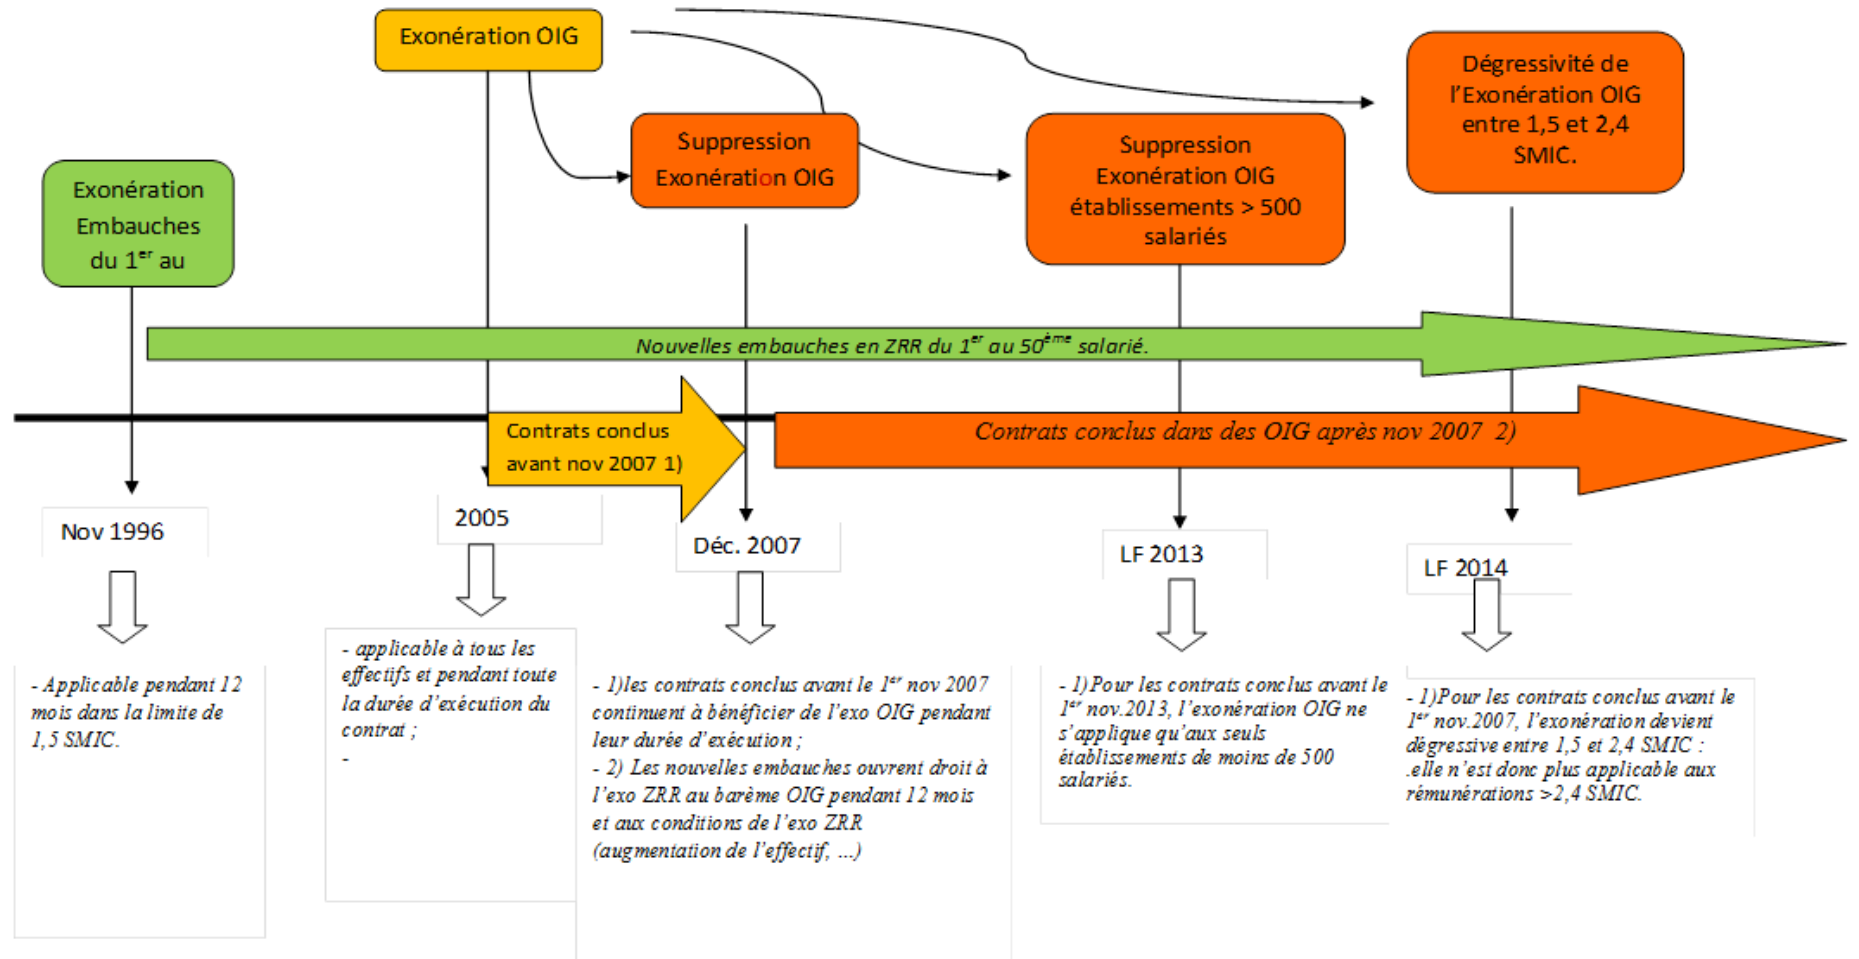 Exonération OIG
Dégressivité de
l'Exonération OIG
entre 1,5 et 2,4
SMIC.
Suppression
Exonération OIG
Suppression
Exonération OIG
établissements > 500
salariés
Exonération
Embauches
du 1er au
Nouvelles embauches en ZRR du 1er au 50ème salarié.
Contrats conclus
avant nov 2007 1)
Contrats conclus dans des OIG après nov 2007 2)
Nov 1996
2005
Déc. 2007
LF 2013
LF 2014
- Applicable pendant 12
mois dans la limite de
1,5 SMIC.
- applicable à tous les
effectifs et pendant toute
la durée d'exécution du
contrat ;
-
- 1)les contrats conclus avant le 1er nov 2007
continuent à bénéficier de l'exo OIG pendant
leur durée d'exécution ;
- 2) Les nouvelles embauches ouvrent droit à
l'exo ZRR au barème OIG pendant 12 mois
et aux conditions de l'exo ZRR
(augmentation de l'effectif, ...)
- 1)Pour les contrats conclus avant le
1er nov.2013, l'exonération OIG ne
s'applique qu'aux seuls
établissements de moins de 500
salariés.
- 1)Pour les contrats conclus avant le
1er nov.2007, l'exonération devient
dégressive entre 1,5 et 2,4 SMIC :
.elle n'est donc plus applicable aux
rémunérations >2,4 SMIC.